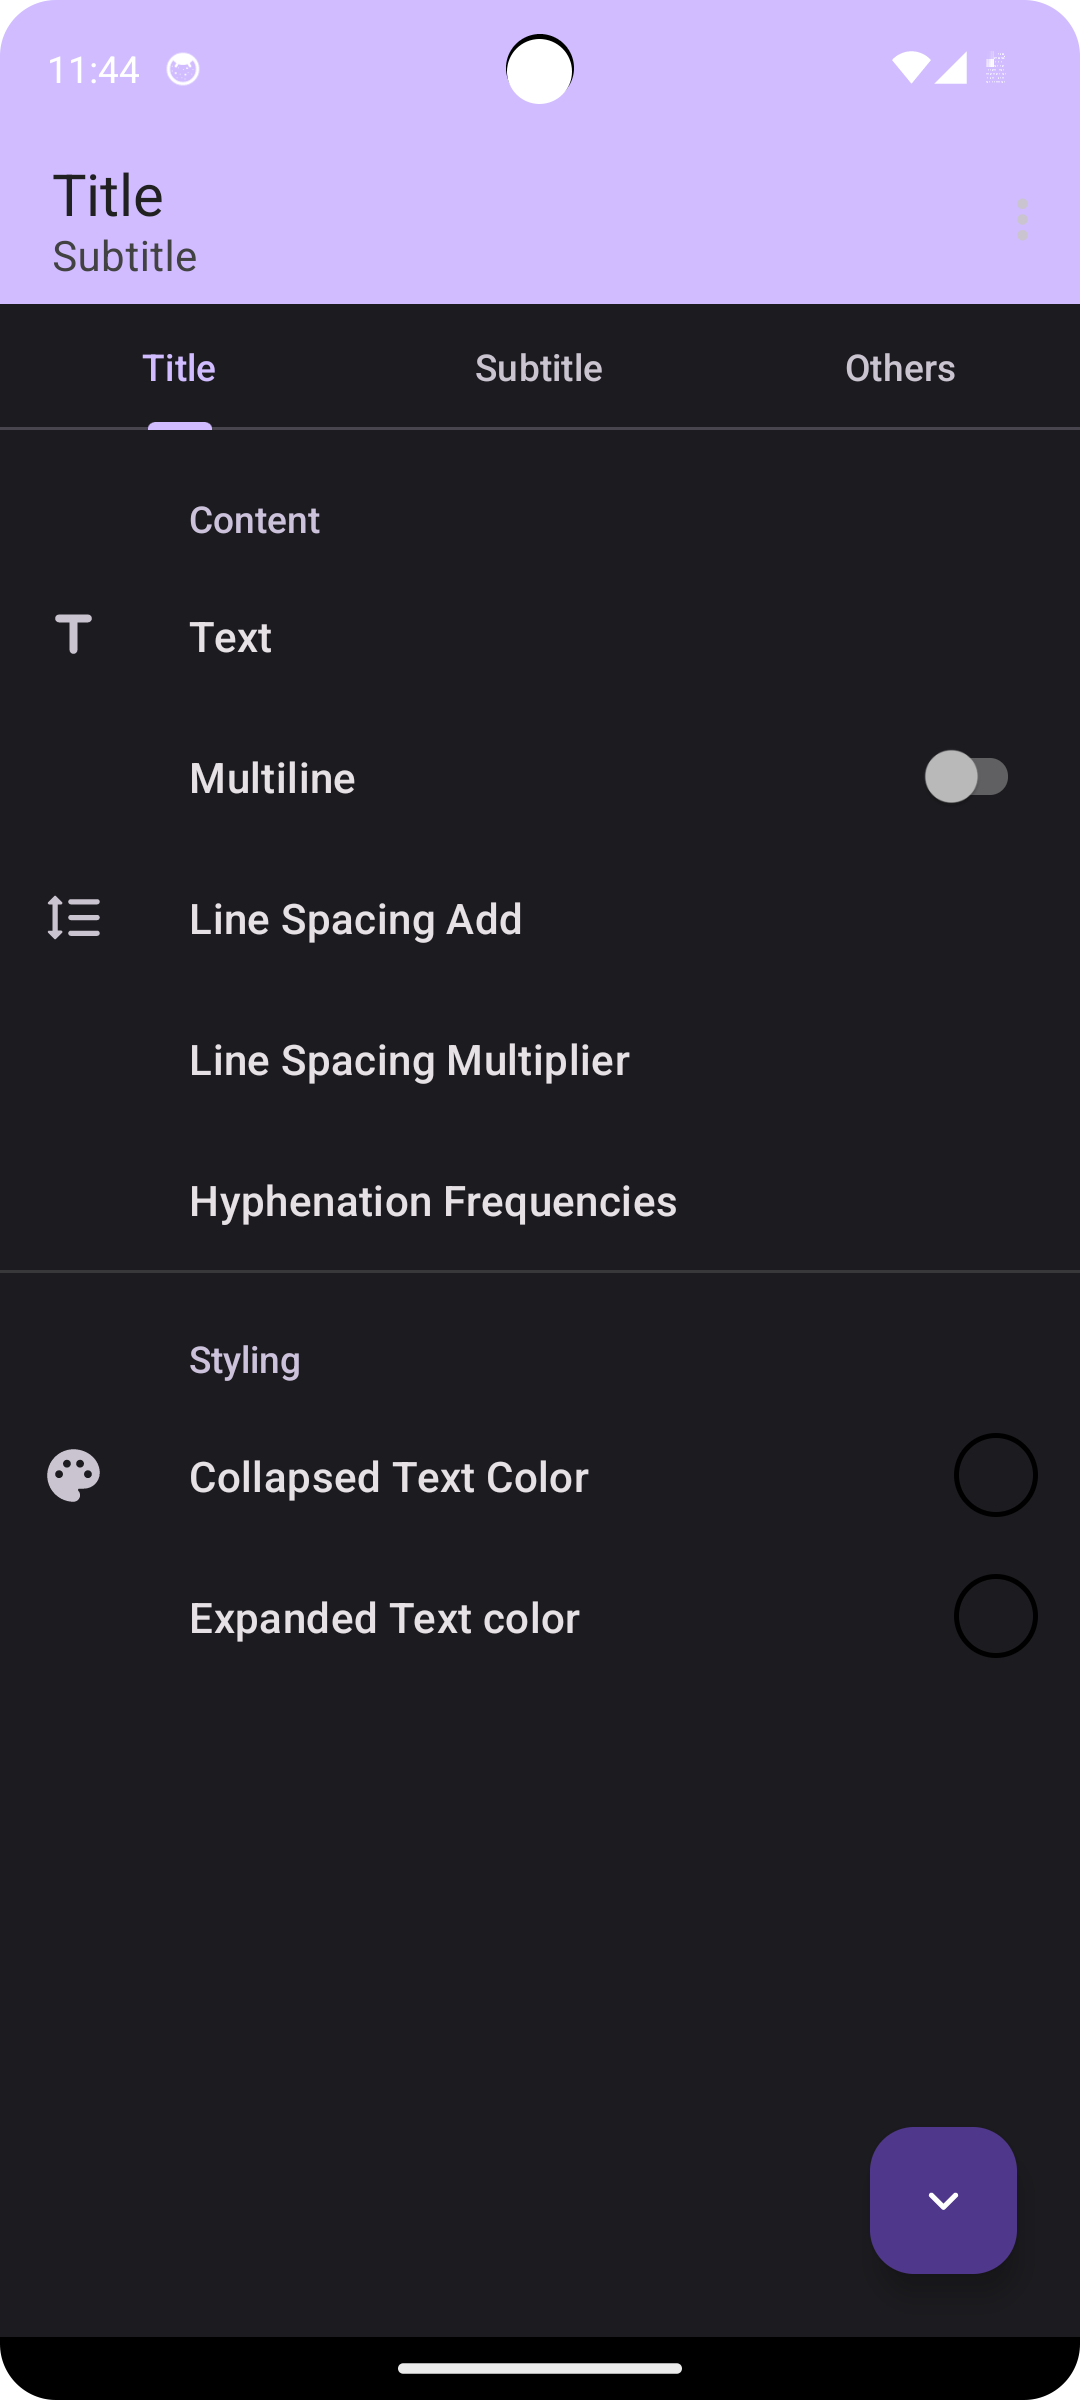 11:44
Title
Subtitle
Title
Subtitle
Others
Content
Text
Multiline
Line Spacing Add
Line Spacing Multiplier
Hyphenation Frequencies
Styling
Collapsed Text Color
Expanded Text color